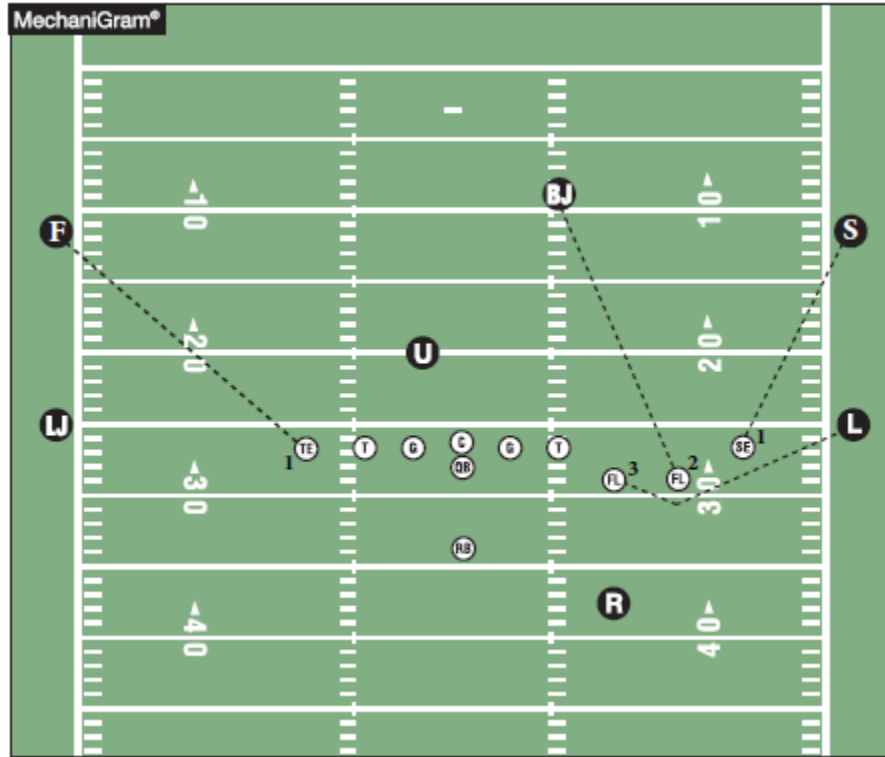 MechaniGram®
BJ
◄10
10►
F
S
◄20
20►
U
LJ
L
TE
T
G
C
G
T
SE
1
1
QB
2
3
FL
FL
◄30
30►
RB
R
◄40
40►